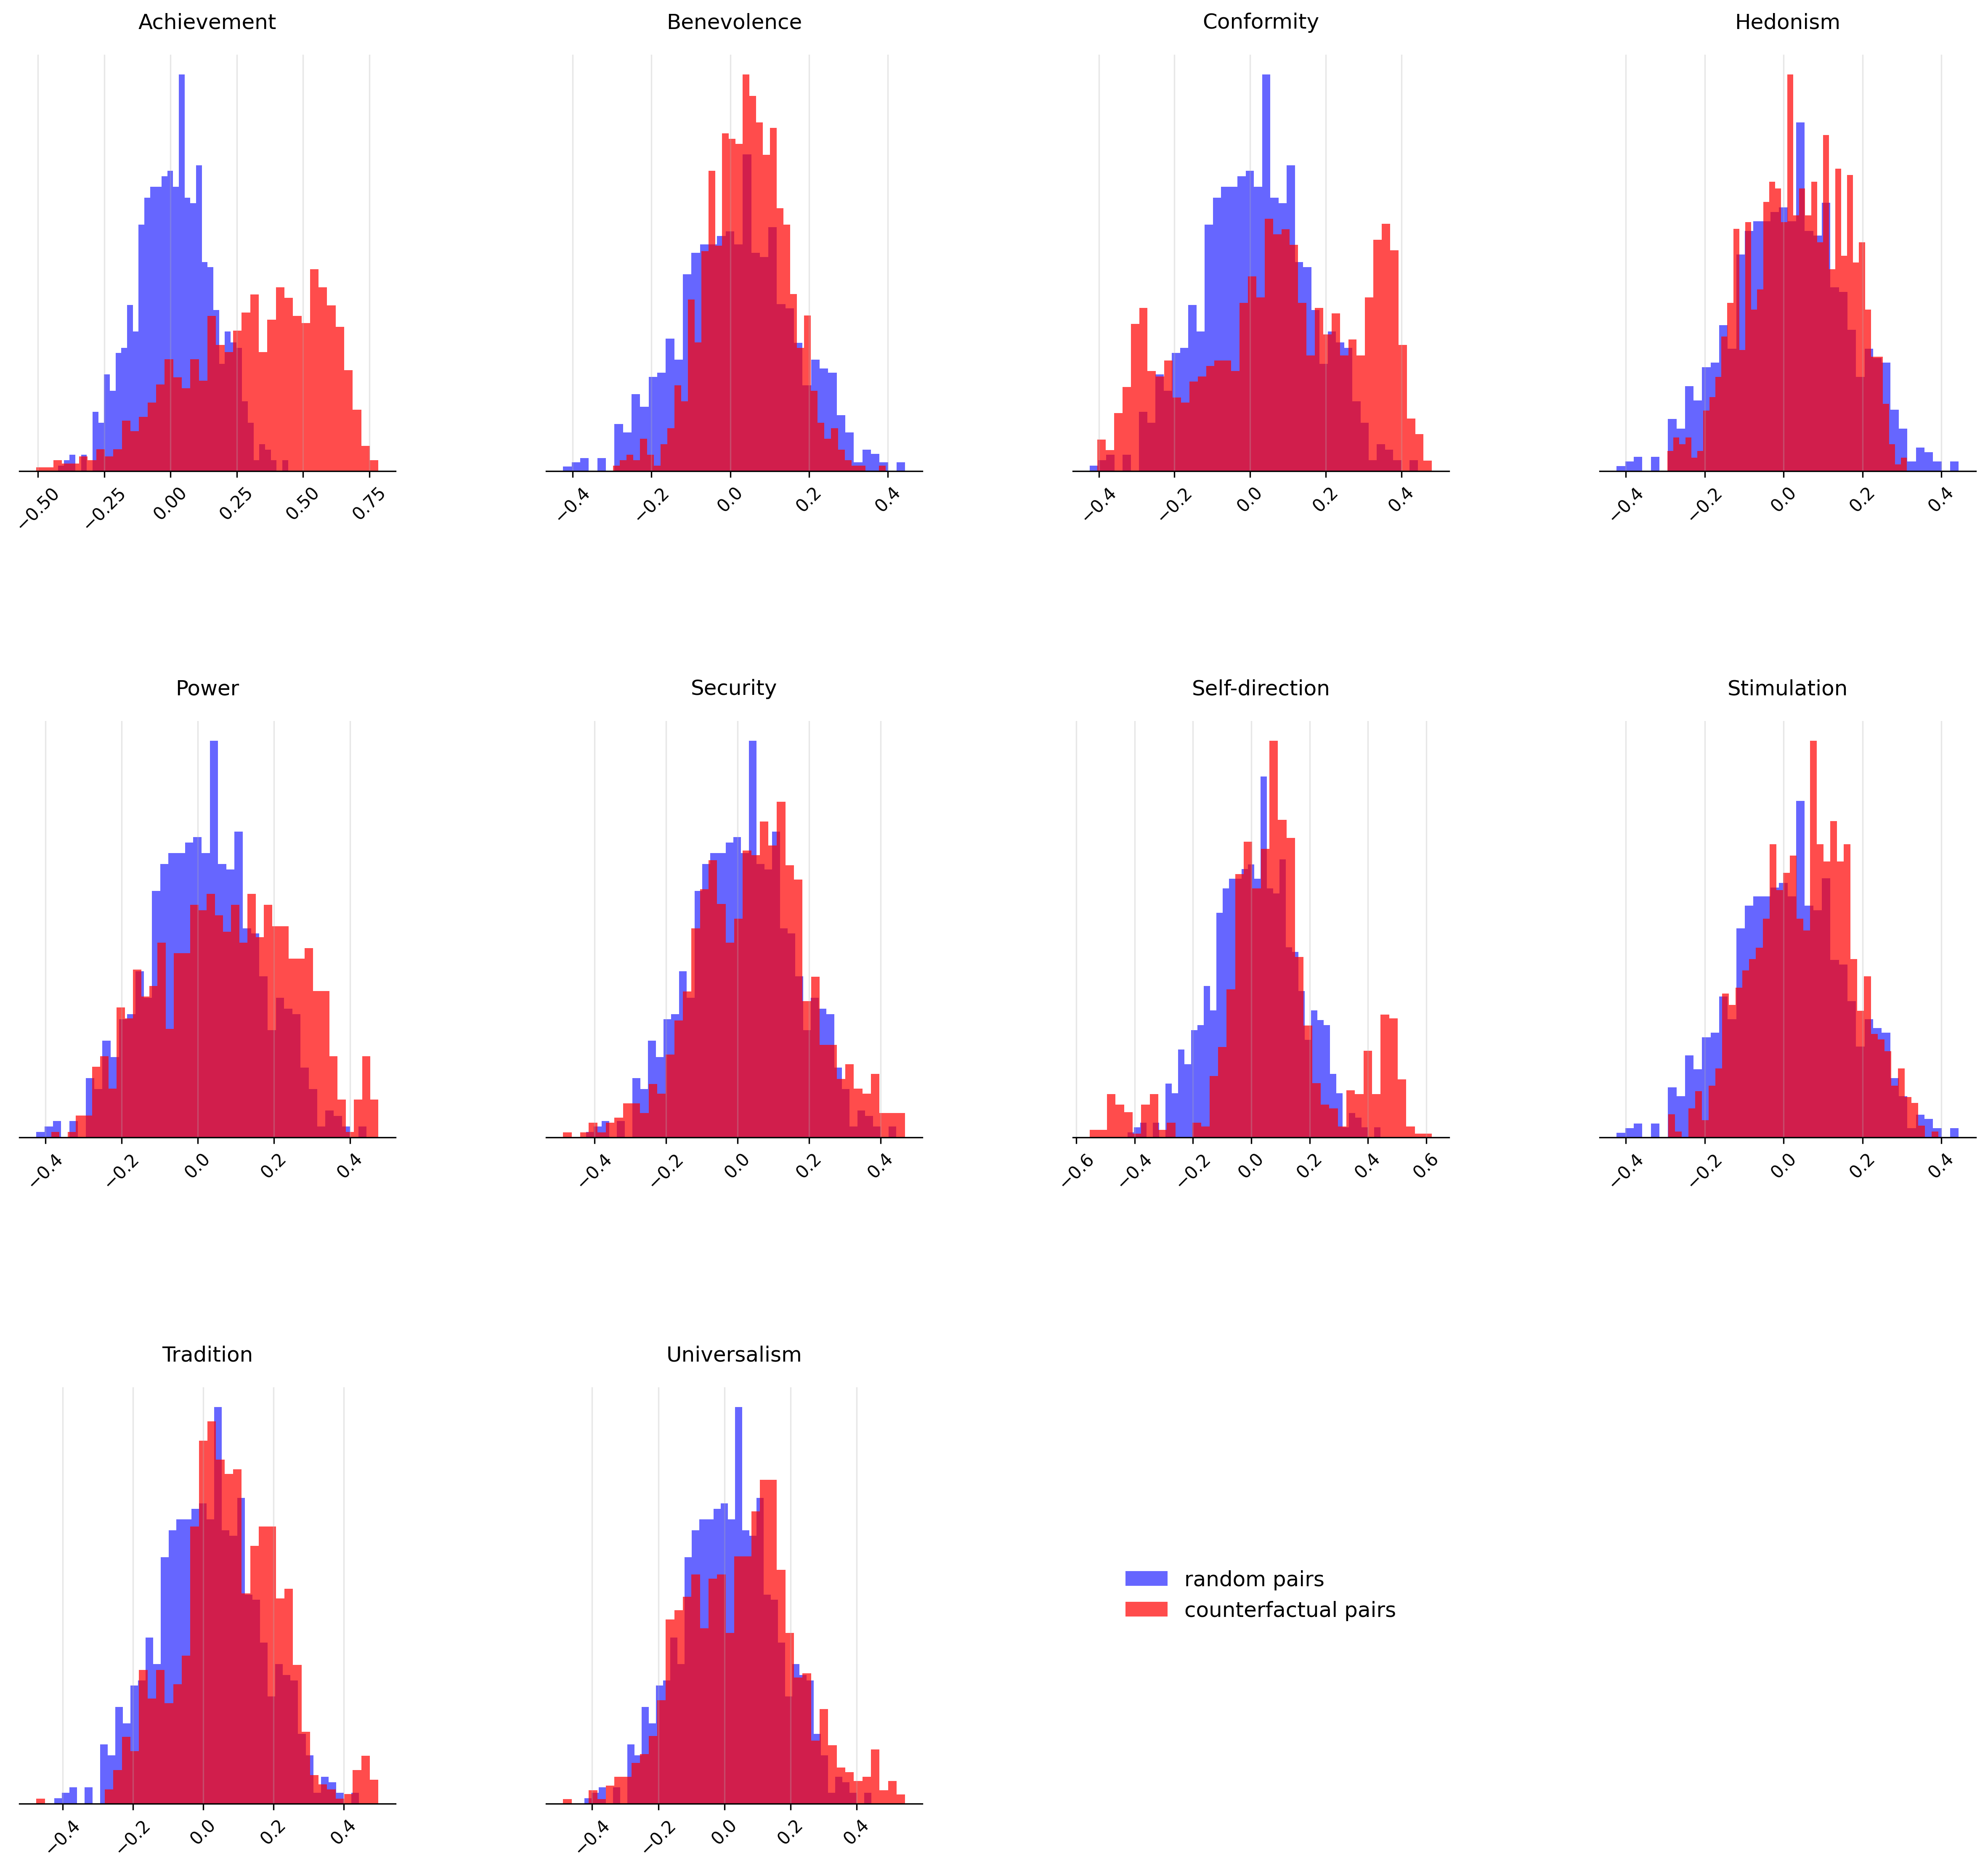 Achievement Benevolence Conformity Hedonism
−0.50 −0.25 0.00 0.25 0.50 0.75 −0.4 −0.2 0.0 0.2 0.4 −0.4 −0.2 0.0 0.2 0.4 −0.4 −0.2 0.0 0.2 0.4
Power Security Self-direction Stimulation
−0.4 −0.2 0.0 0.2 0.4 −0.4 −0.2 0.0 0.2 0.4 −0.6 −0.4 −0.2 0.0 0.2 0.4 0.6 −0.4 −0.2 0.0 0.2 0.4
Tradition Universalism
random pairs
counterfactual pairs
−0.4 −0.2 0.0 0.2 0.4 −0.4 −0.2 0.0 0.2 0.4